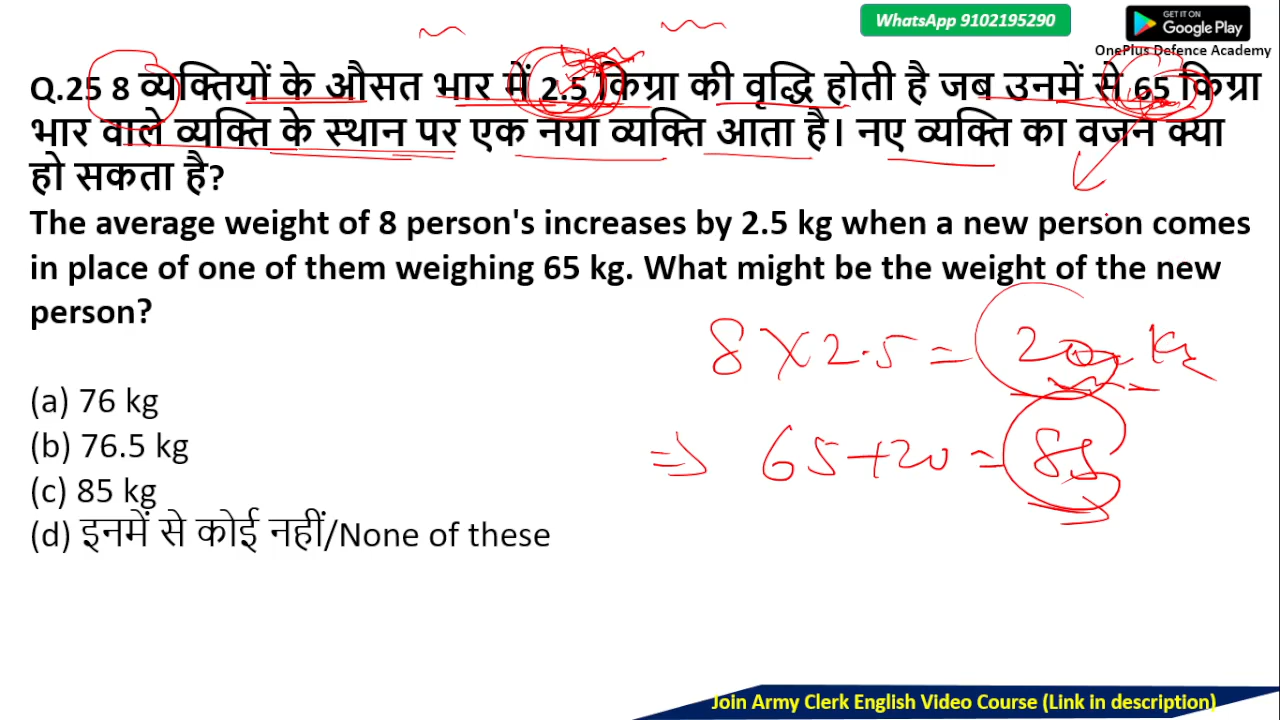 WhatsApp 9102195290
GET IT ON
Google Play
OnePlus Defence Academy
Q.25 8 व्यक्तियों के औसत भार में 2.5 किग्रा की वृद्धि होती है जब उनमें से 65 किग्रा
भार वाले व्यक्ति के स्थान पर एक नया व्यक्ति आता है। नए व्यक्ति का वजन क्या
हो सकता है?
The average weight of 8 person's increases by 2.5 kg when a new person comes
in place of one of them weighing 65 kg. What might be the weight of the new
person?
8 X 2.5 = 20 kg
⇒ 65 + 20 = 85
(a) 76 kg
(b) 76.5 kg
(c) 85 kg
(d) इनमें से कोई नहीं/None of these
Join Army Clerk English Video Course (Link in description)